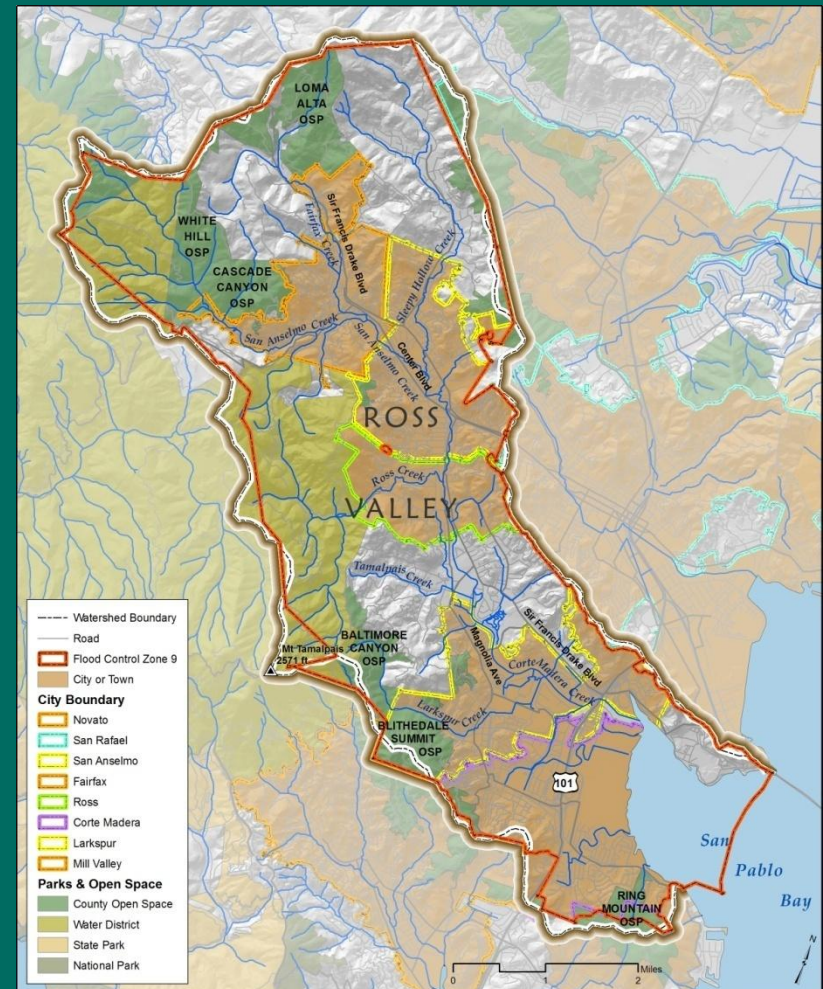 LOMA
ALTA
OSP
WHITE
HILL
OSP
CASCADE
CANYON
OSP
Fairfax Creek
Sir Francis Drake Blvd
Sleepy Hollow Creek
San Anselmo Creek
San Anselmo Creek
Center Blvd
ROSS
VALLEY
Ross Creek
Tamalpais Creek
BALTIMORE
CANYON
OSP
Mt Tamalpais
2571 ft
Magnolia Ave
Sir Francis Drake Blvd
Corte Madera Creek
Larkspur Creek
BLITHEDALE
SUMMIT
OSP
101
San
Pablo
Bay
RING
MOUNTAIN
OSP
Watershed Boundary
Road
Flood Control Zone 9
City or Town
City Boundary
Novato
San Rafael
San Anselmo
Fairfax
Ross
Corte Madera
Larkspur
Mill Valley
Parks & Open Space
County Open Space
Water District
State Park
National Park
0 1 2 Miles
N